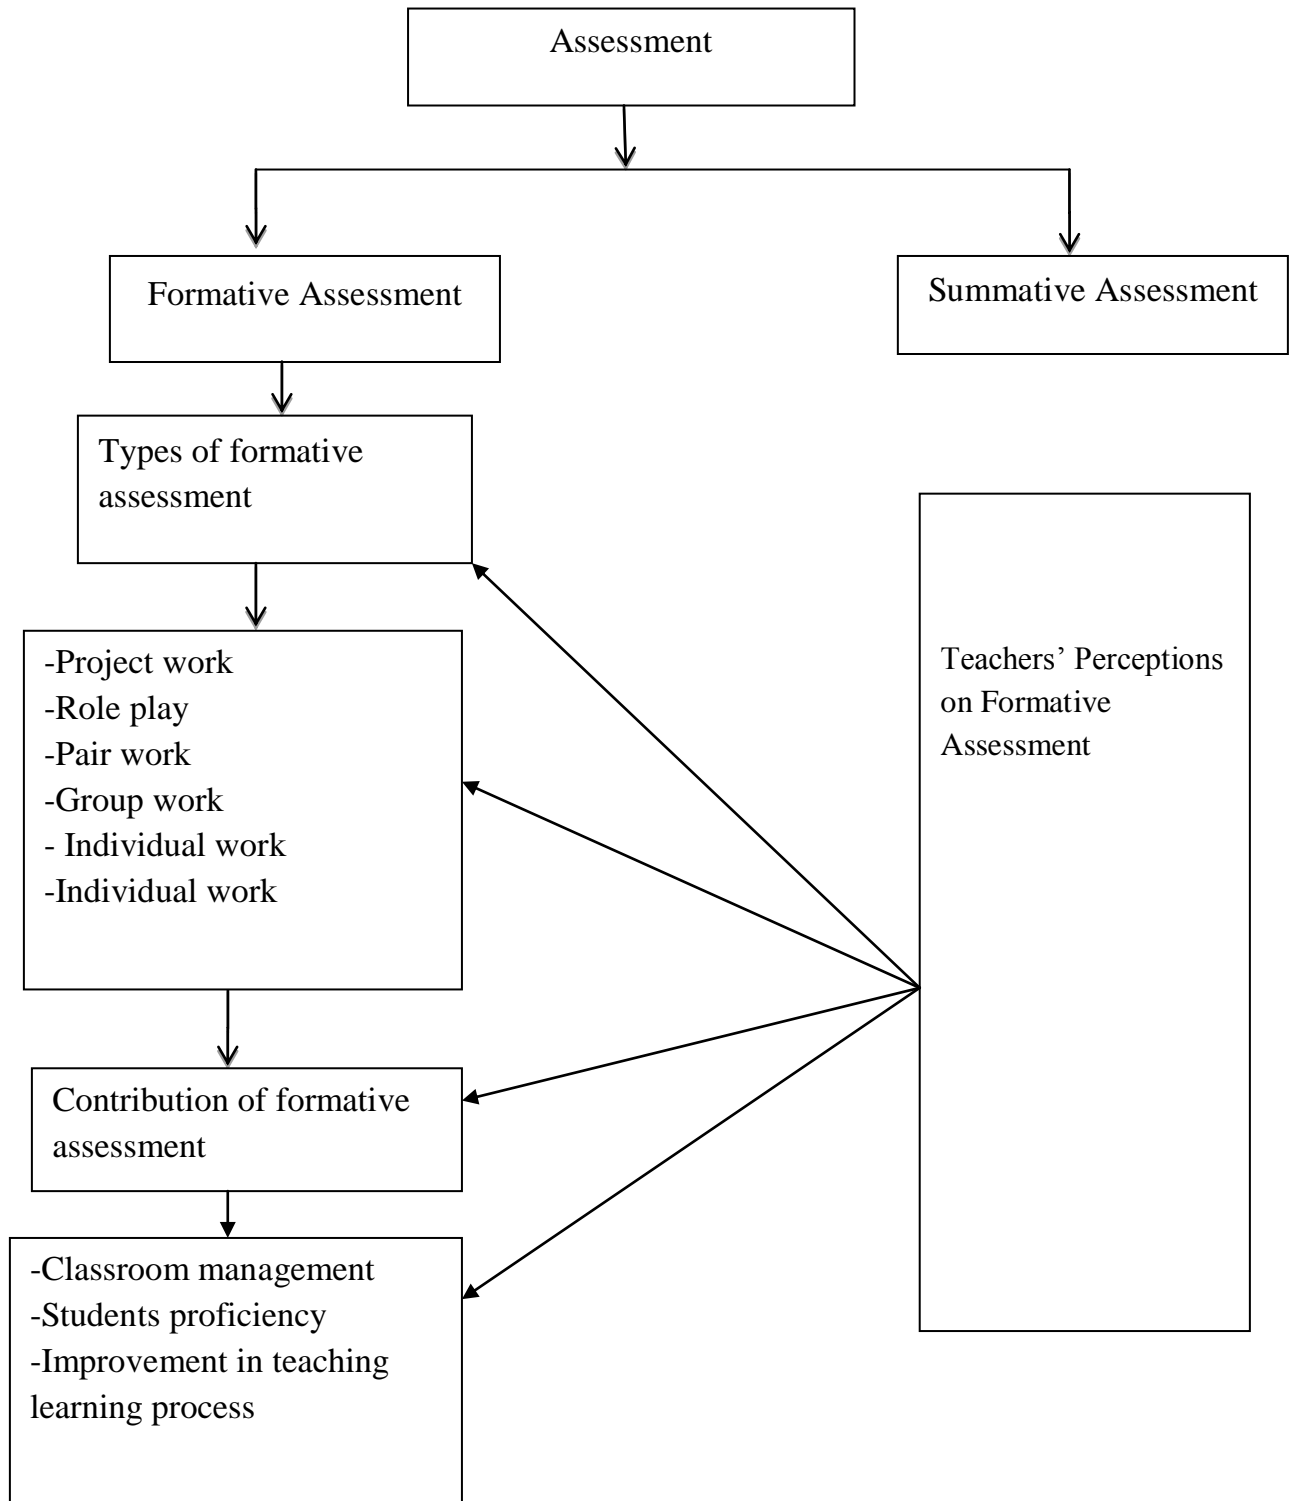 Assessment
Formative Assessment
Summative Assessment
Types of formative
assessment
-Project work
-Role play
-Pair work
-Group work
- Individual work
-Individual work
Teachers’ Perceptions
on Formative
Assessment
Contribution of formative
assessment
-Classroom management
-Students proficiency
-Improvement in teaching
learning process